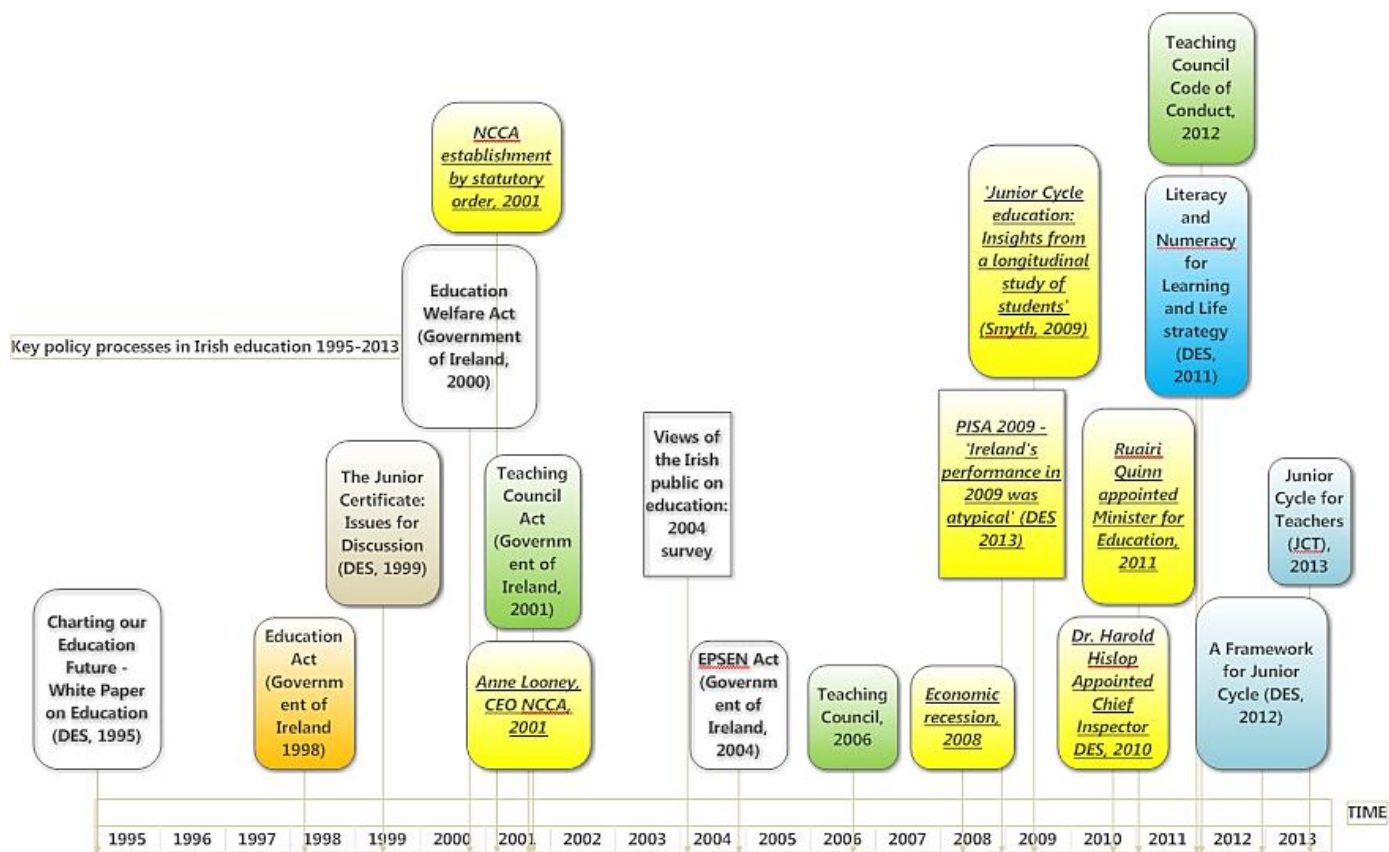 Teaching
Council
Code of
Conduct,
2012
NCCA
establishment
by statutory
order, 2001
'Junior Cycle
education:
Insights from
a longitudinal
study of
students'
(Smyth, 2009)
Literacy
and
Numeracy
for
Learning
and Life
strategy
(DES,
2011)
Education
Welfare Act
(Government
of Ireland,
2000)
Key policy processes in Irish education 1995-2013
The Junior
Certificate:
Issues for
Discussion
(DES, 1999)
Teaching
Council
Act
(Governm
ent of
Ireland,
2001)
Views of
the Irish
public on
education:
2004
survey
PISA 2009 -
'Ireland's
performance in
2009 was
atypical' (DES
2013)
Ruairi
Quinn
appointed
Minister for
Education,
2011
Junior
Cycle for
Teachers
(JCT),
2013
Charting our
Education
Future -
White Paper
on Education
(DES, 1995)
Education
Act
(Governm
ent of
Ireland
1998)
Anne Looney,
CEO NCCA,
2001
EPSEN Act
(Governm
ent of
Ireland,
2004)
Teaching
Council,
2006
Economic
recession,
2008
Dr. Harold
Hislop
Appointed
Chief
Inspector
DES, 2010
A Framework
for Junior
Cycle (DES,
2012)
TIME
1995 1996 1997 1998 1999 2000 2001 2002 2003 2004 2005 2006 2007 2008 2009 2010 2011 2012 2013